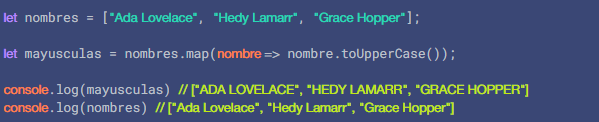 let nombres = ["Ada Lovelace", "Hedy Lamarr", "Grace Hopper"];
let mayusculas = nombres.map(nombre=> nombre.toUpperCase());
console.log(mayusculas) // ["ADA LOVELACE", "HEDY LAMARR", "GRACE HOPPER"]
console.log(nombres) // ["Ada Lovelace", "Hedy Lamarr", "Grace Hopper"]